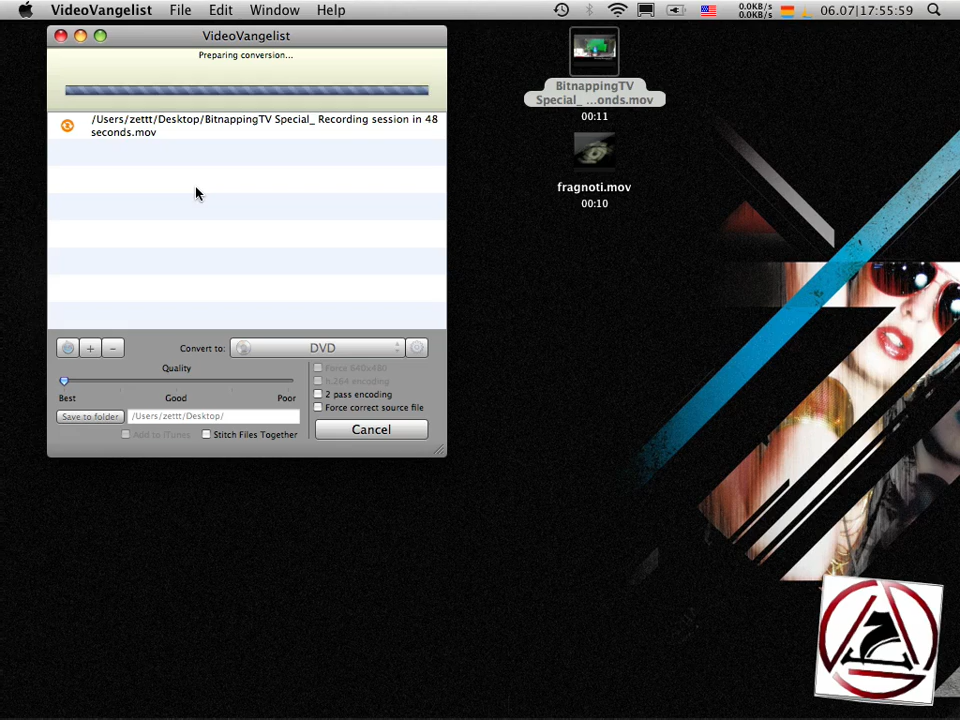 VideoVangelist File Edit Window Help
0.0KB/s
0.0KB/s
06.07|17:55:59
VideoVangelist
Preparing conversion...
/Users/zettt/Desktop/BitnappingTV Special_ Recording session in 48
seconds.mov
BitnappingTV
Special_ ...onds.mov
00:11
fragnoti.mov
00:10
+ −
Convert to: DVD
Quality
Best Good Poor
Force 640x480
h.264 encoding
2 pass encoding
Force correct source file
Save to folder /Users/zettt/Desktop/
Cancel
Add to iTunes Stitch Files Together